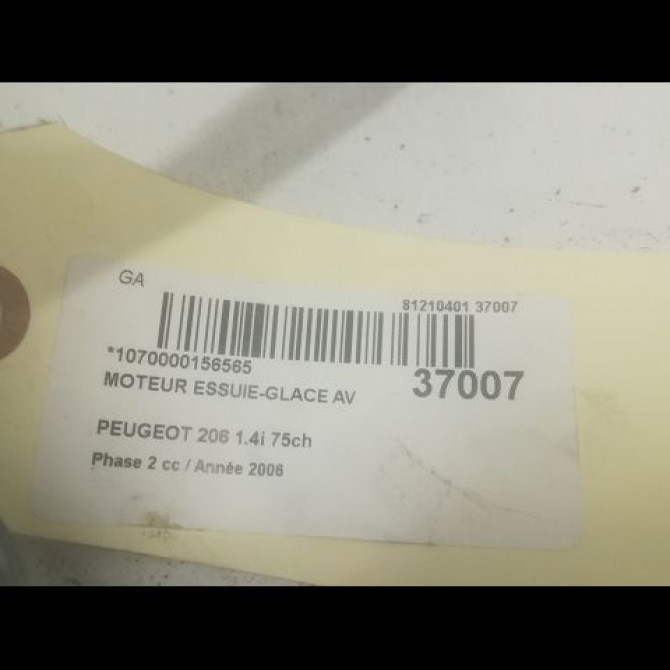 GA
81210401 37007
*1070000156565
MOTEUR ESSUIE-GLACE AV
37007
PEUGEOT 206 1.4i 75ch
Phase 2 cc / Année 2006